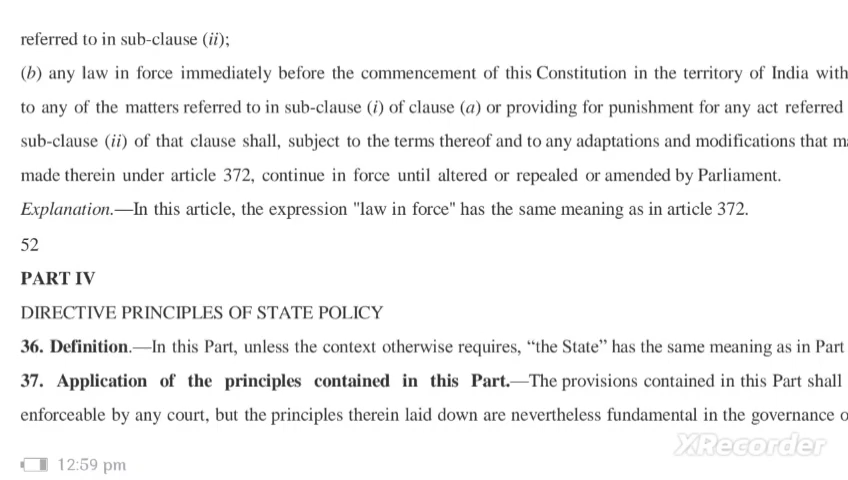 referred to in sub-clause (ii);
(b) any law in force immediately before the commencement of this Constitution in the territory of India with
to any of the matters referred to in sub-clause (i) of clause (a) or providing for punishment for any act referred
sub-clause (ii) of that clause shall, subject to the terms thereof and to any adaptations and modifications that
made therein under article 372, continue in force until altered or repealed or amended by Parliament.
Explanation.—In this article, the expression "law in force" has the same meaning as in article 372.
52
PART IV
DIRECTIVE PRINCIPLES OF STATE POLICY
36. Definition.—In this Part, unless the context otherwise requires, “the State” has the same meaning as in Part
37. Application of the principles contained in this Part.—The provisions contained in this Part shall
enforceable by any court, but the principles therein laid down are nevertheless fundamental in the governance
XRecorder
12:59 pm